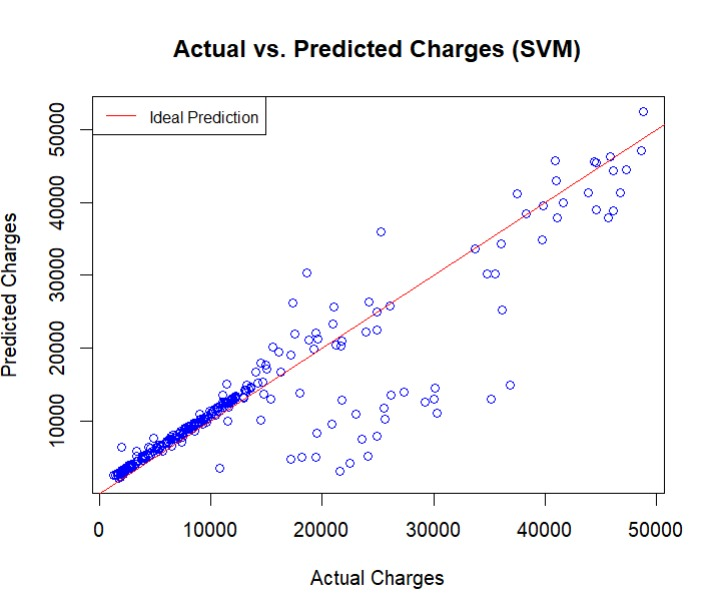 Actual vs. Predicted Charges (SVM)
Ideal Prediction
Predicted Charges
50000
40000
30000
20000
10000
0 10000 20000 30000 40000 50000
Actual Charges